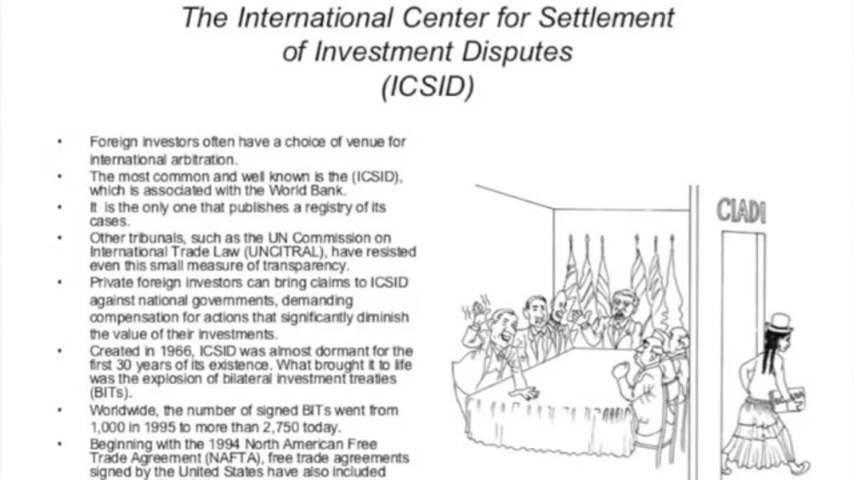 The International Center for Settlement
of Investment Disputes
(ICSID)
• Foreign investors often have a choice of venue for
international arbitration.
• The most common and well known is the (ICSID),
which is associated with the World Bank.
• It is the only one that publishes a registry of its
cases.
• Other tribunals, such as the UN Commission on
International Trade Law (UNCITRAL), have resisted
even this small measure of transparency.
• Private foreign investors can bring claims to ICSID
against national governments, demanding
compensation for actions that significantly diminish
the value of their investments.
• Created in 1966, ICSID was almost dormant for the
first 30 years of its existence. What brought it to life
was the explosion of bilateral investment treaties
(BITs).
• Worldwide, the number of signed BITs went from
1,000 in 1995 to more than 2,750 today.
• Beginning with the 1994 North American Free
Trade Agreement (NAFTA), free trade agreements
signed by the United States have also included
CIADI